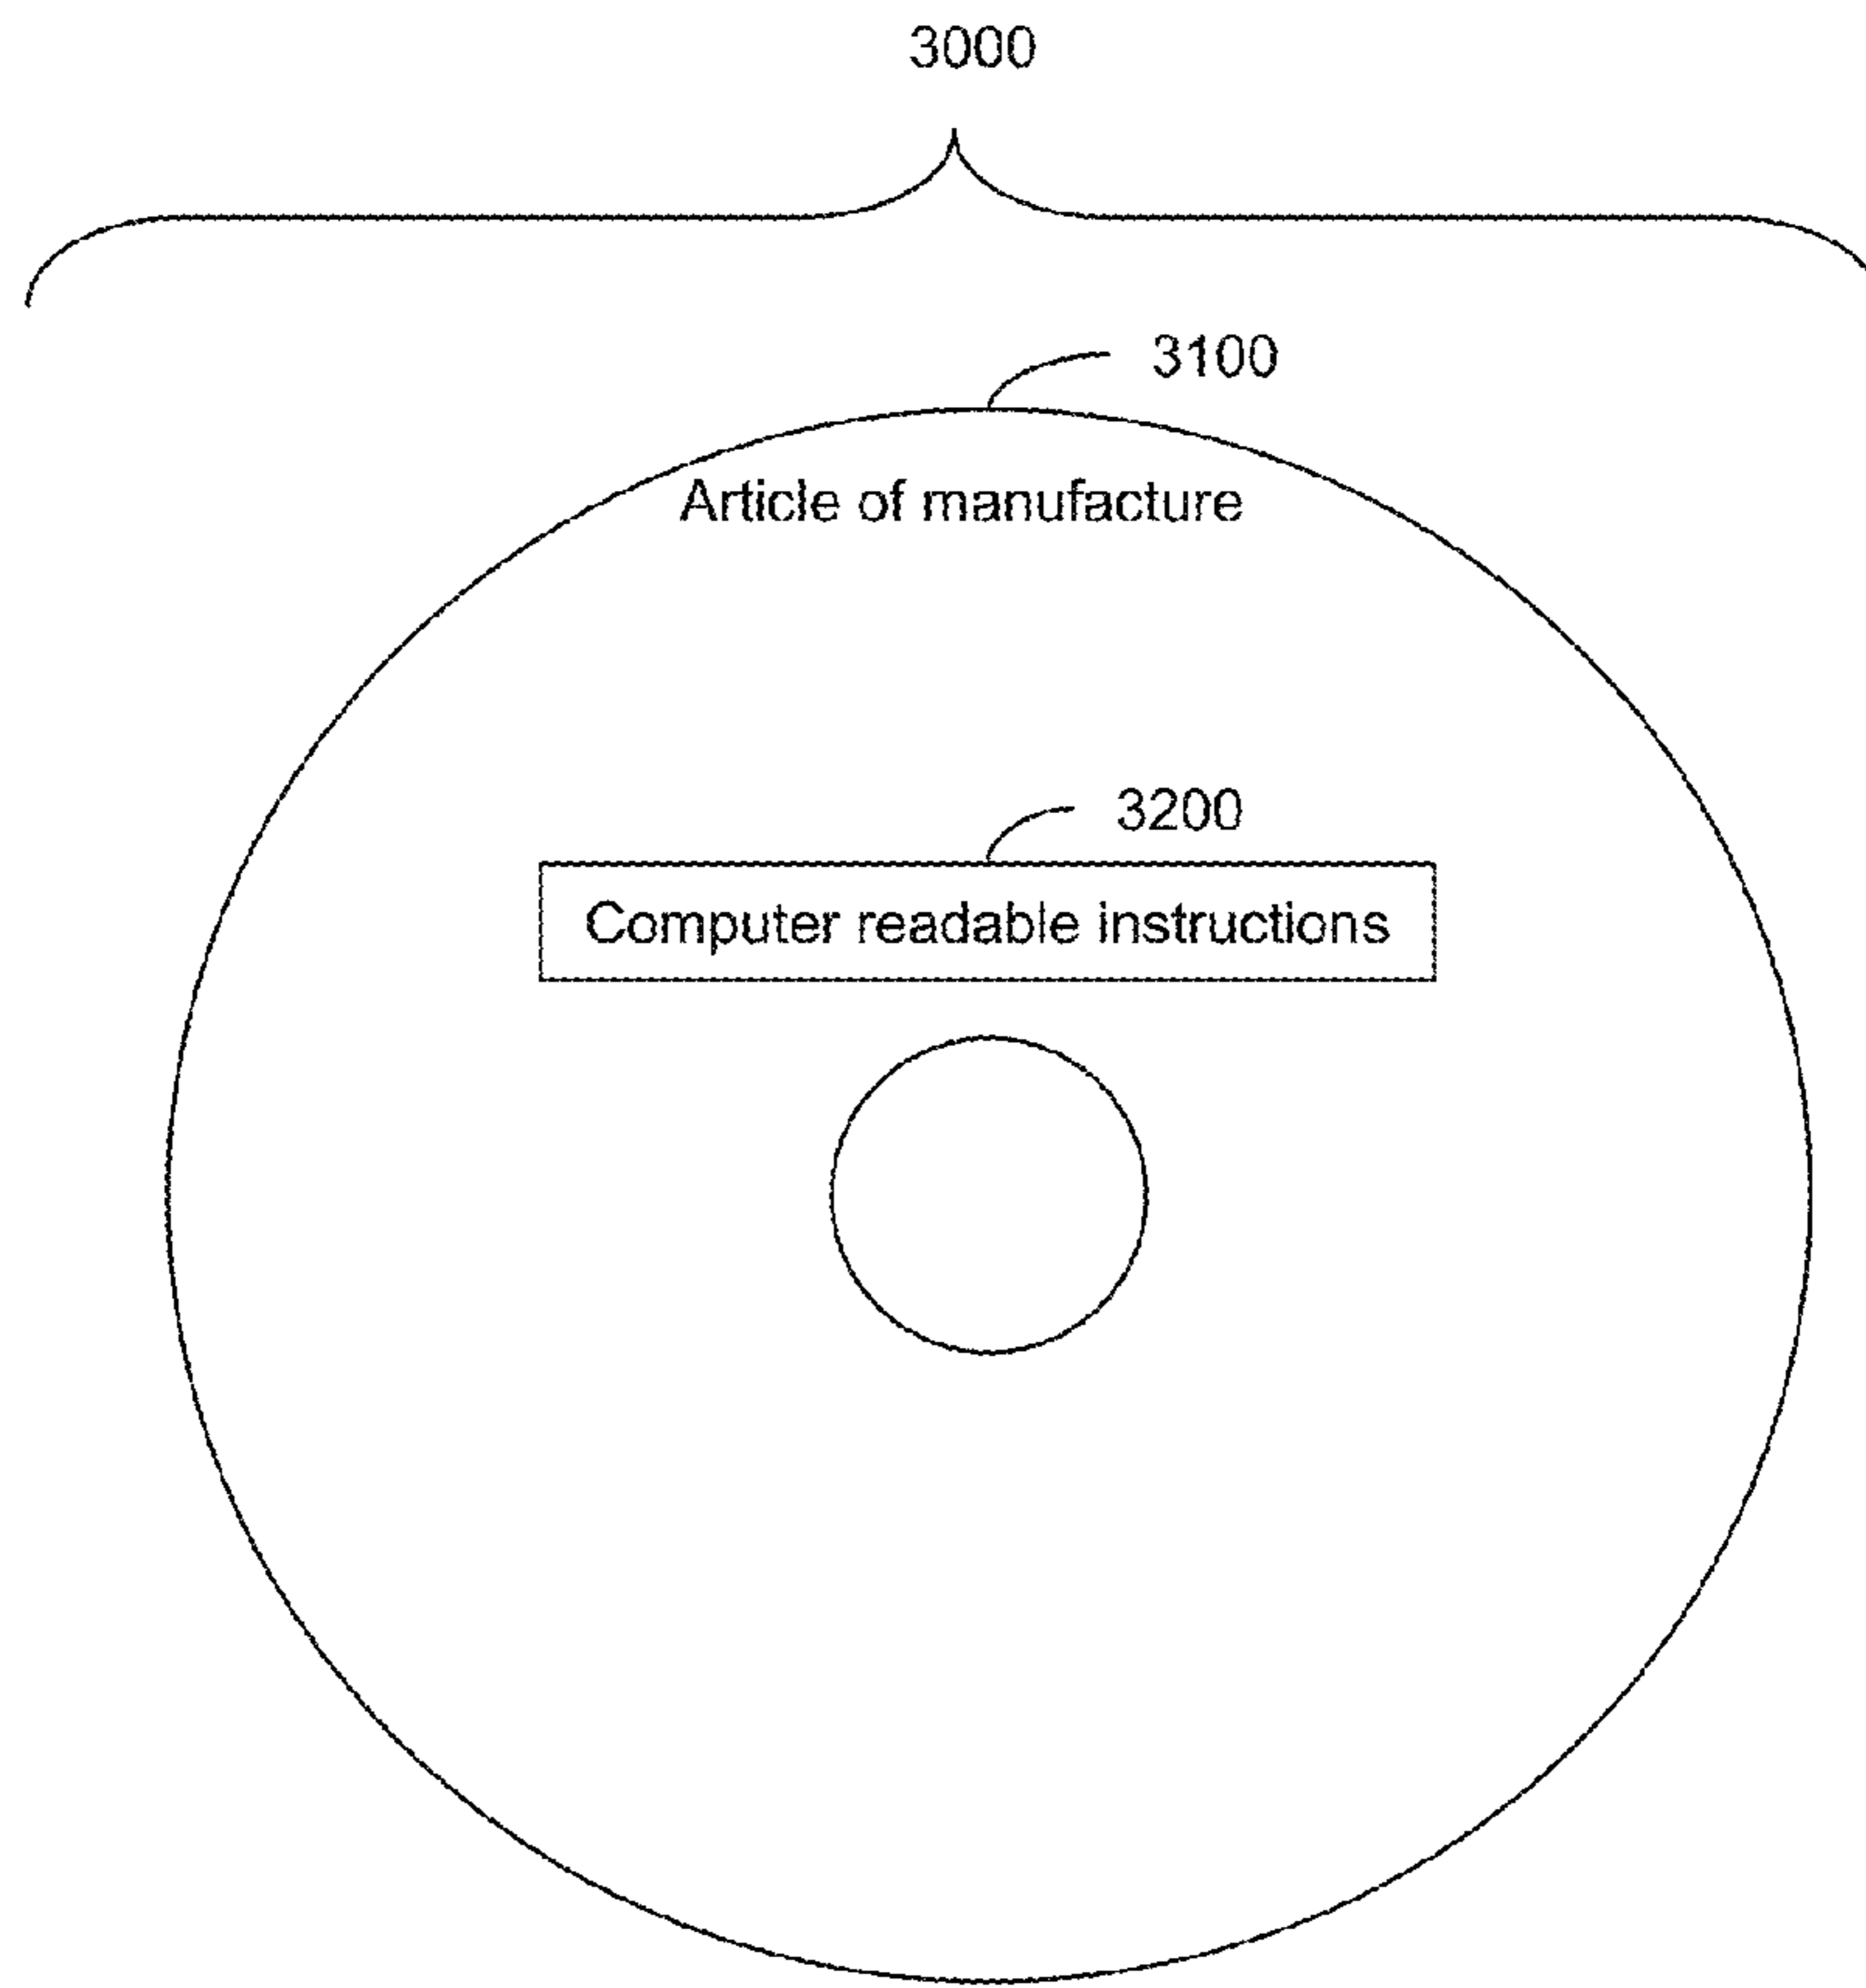 3000
3100
Article of manufacture
3200
Computer readable instructions